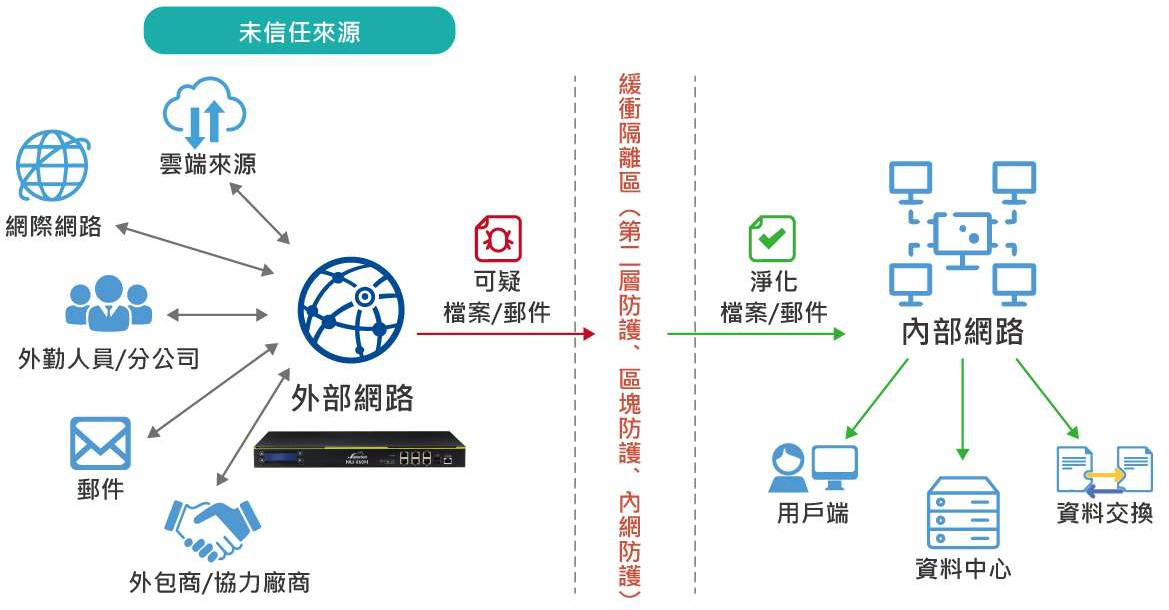 未信任來源
雲端來源
網際網路
外勤人員/分公司
郵件
外包商/協力廠商
外部網路
可疑
檔案/郵件
緩衝隔離區（第二層防護、區塊防護、內網防護）
淨化
檔案/郵件
內部網路
用戶端
資料中心
資料交換